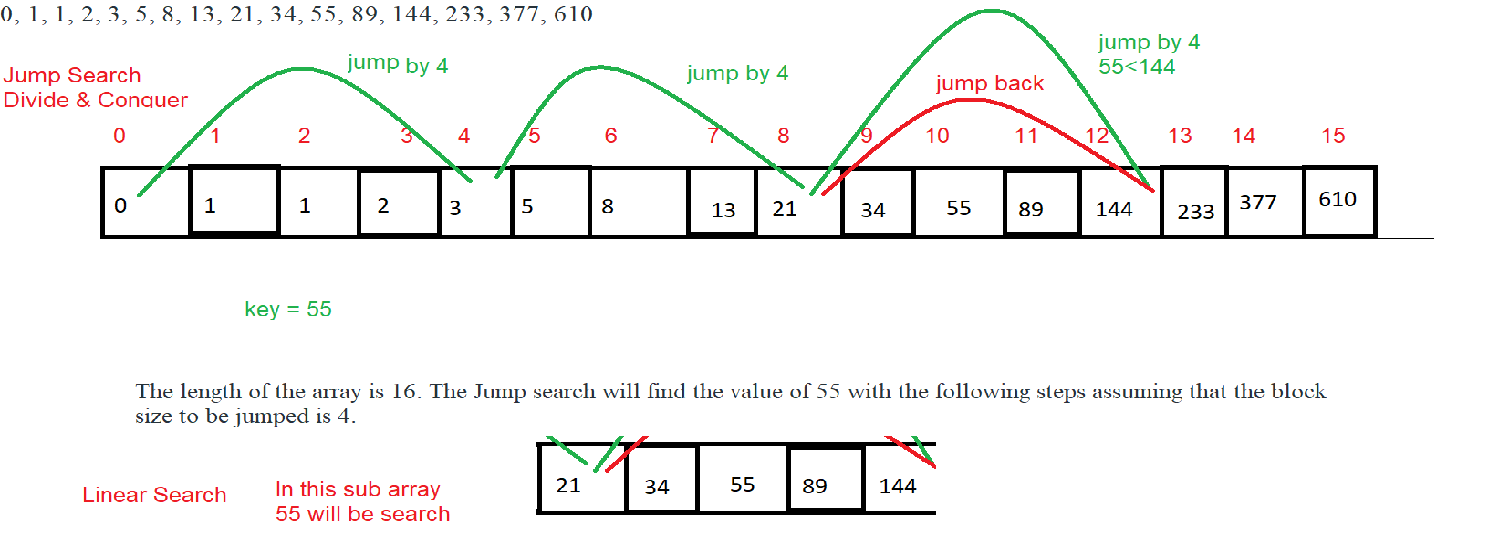 0, 1, 1, 2, 3, 5, 8, 13, 21, 34, 55, 89, 144, 233, 377, 610
jump by 4
jump by 4
jump by 4
55<144
Jump Search
Divide & Conquer
jump back
0 1 2 3 4 5 6 7 8 9 10 11 12 13 14 15
0 1 1 2 3 5 8 13 21 34 55 89 144 233 377 610
key = 55
The length of the array is 16. The Jump search will find the value of 55 with the following steps assuming that the block
size to be jumped is 4.
21 34 55 89 144
Linear Search
In this sub array
55 will be search